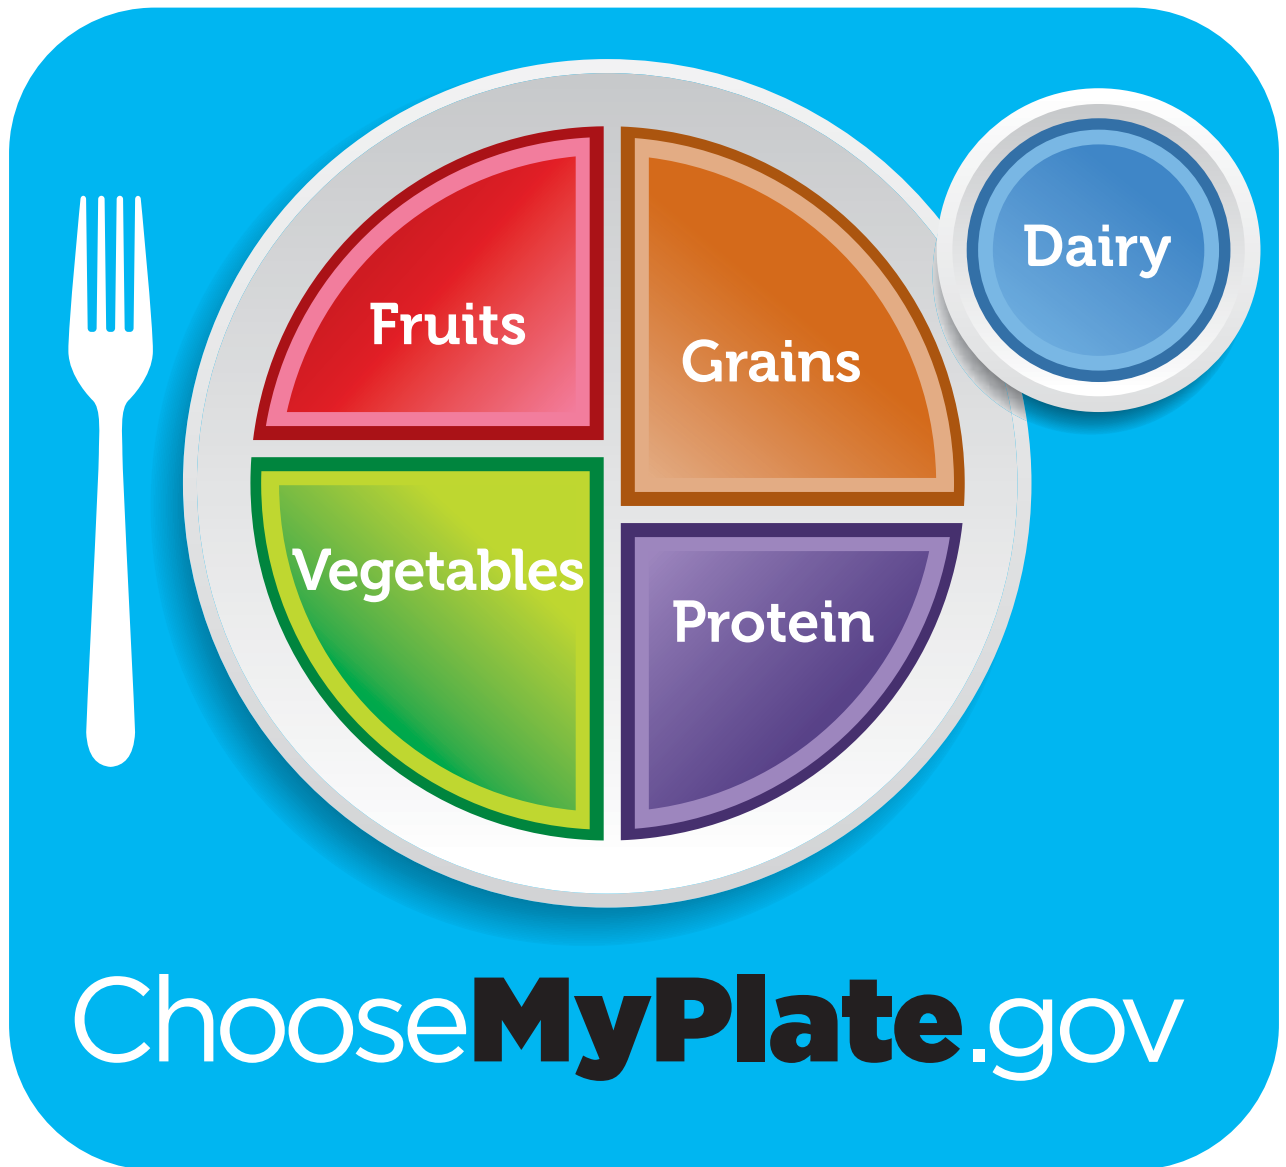 Fruits
Grains
Dairy
Vegetables
Protein
ChooseMyPlate.gov